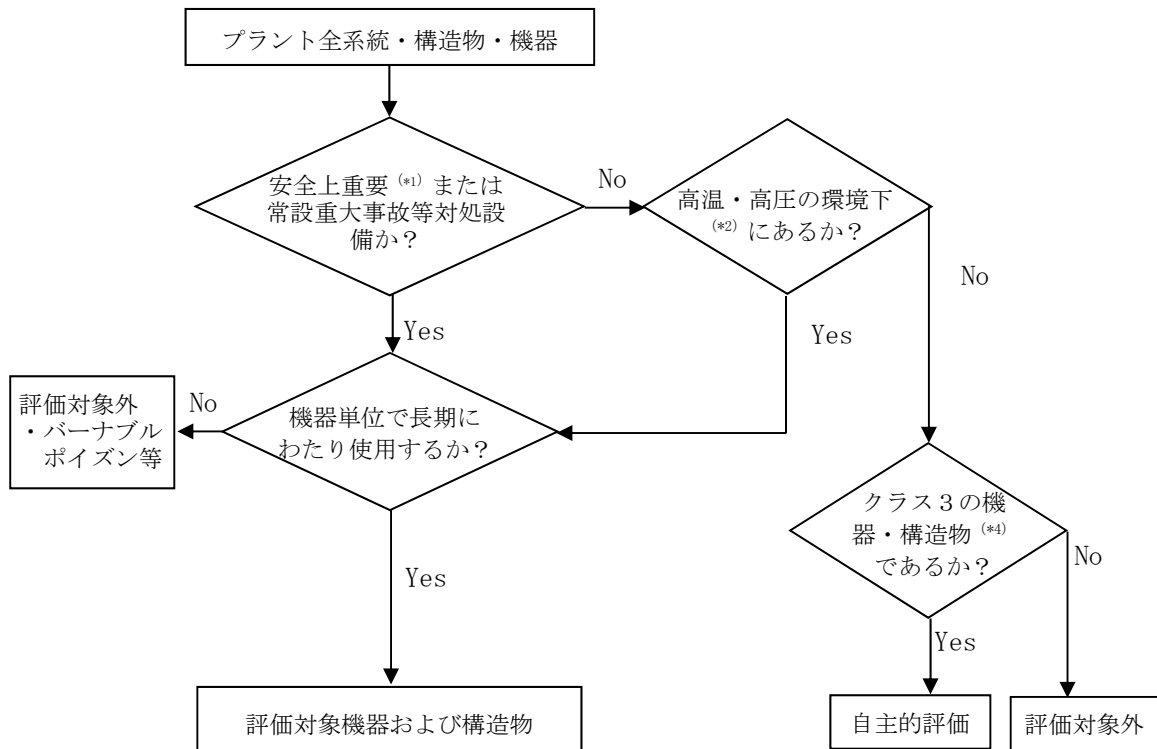 プラント全系統・構造物・機器
安全上重要(*1)または
常設重大事故等対処設
備か？
No
高温・高圧の環境下
(*2)にあるか？
No
Yes
Yes
評価対象外
・バーナブル
ポイズン等
No
機器単位で長期に
わたり使用するか？
クラス３の機
器・構造物(*4)
であるか？
No
Yes
Yes
評価対象機器および構造物
自主的評価
評価対象外